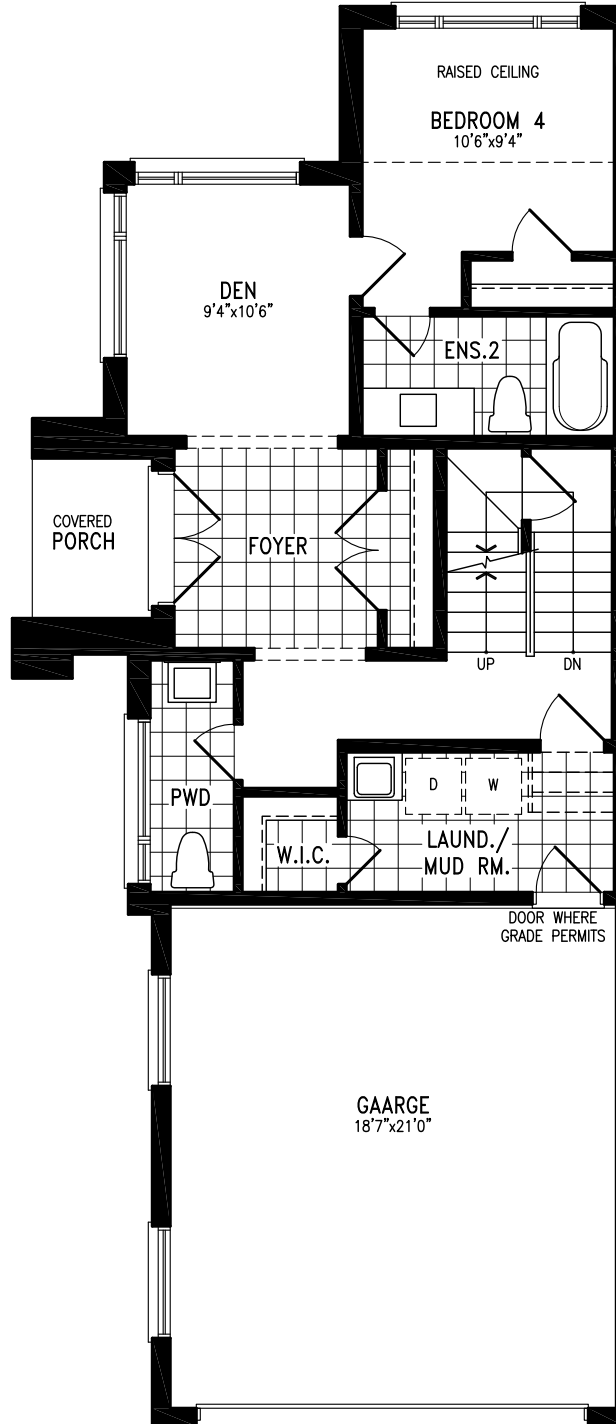 RAISED CEILING
BEDROOM 4
10'6"x9'4"
DEN
9'4"x10'6"
ENS.2
COVERED
PORCH
FOYER
UP
DN
PWD
D
W
W.I.C.
LAUND./
MUD RM.
DOOR WHERE
GRADE PERMITS
GAARGE
18'7"x21'0"